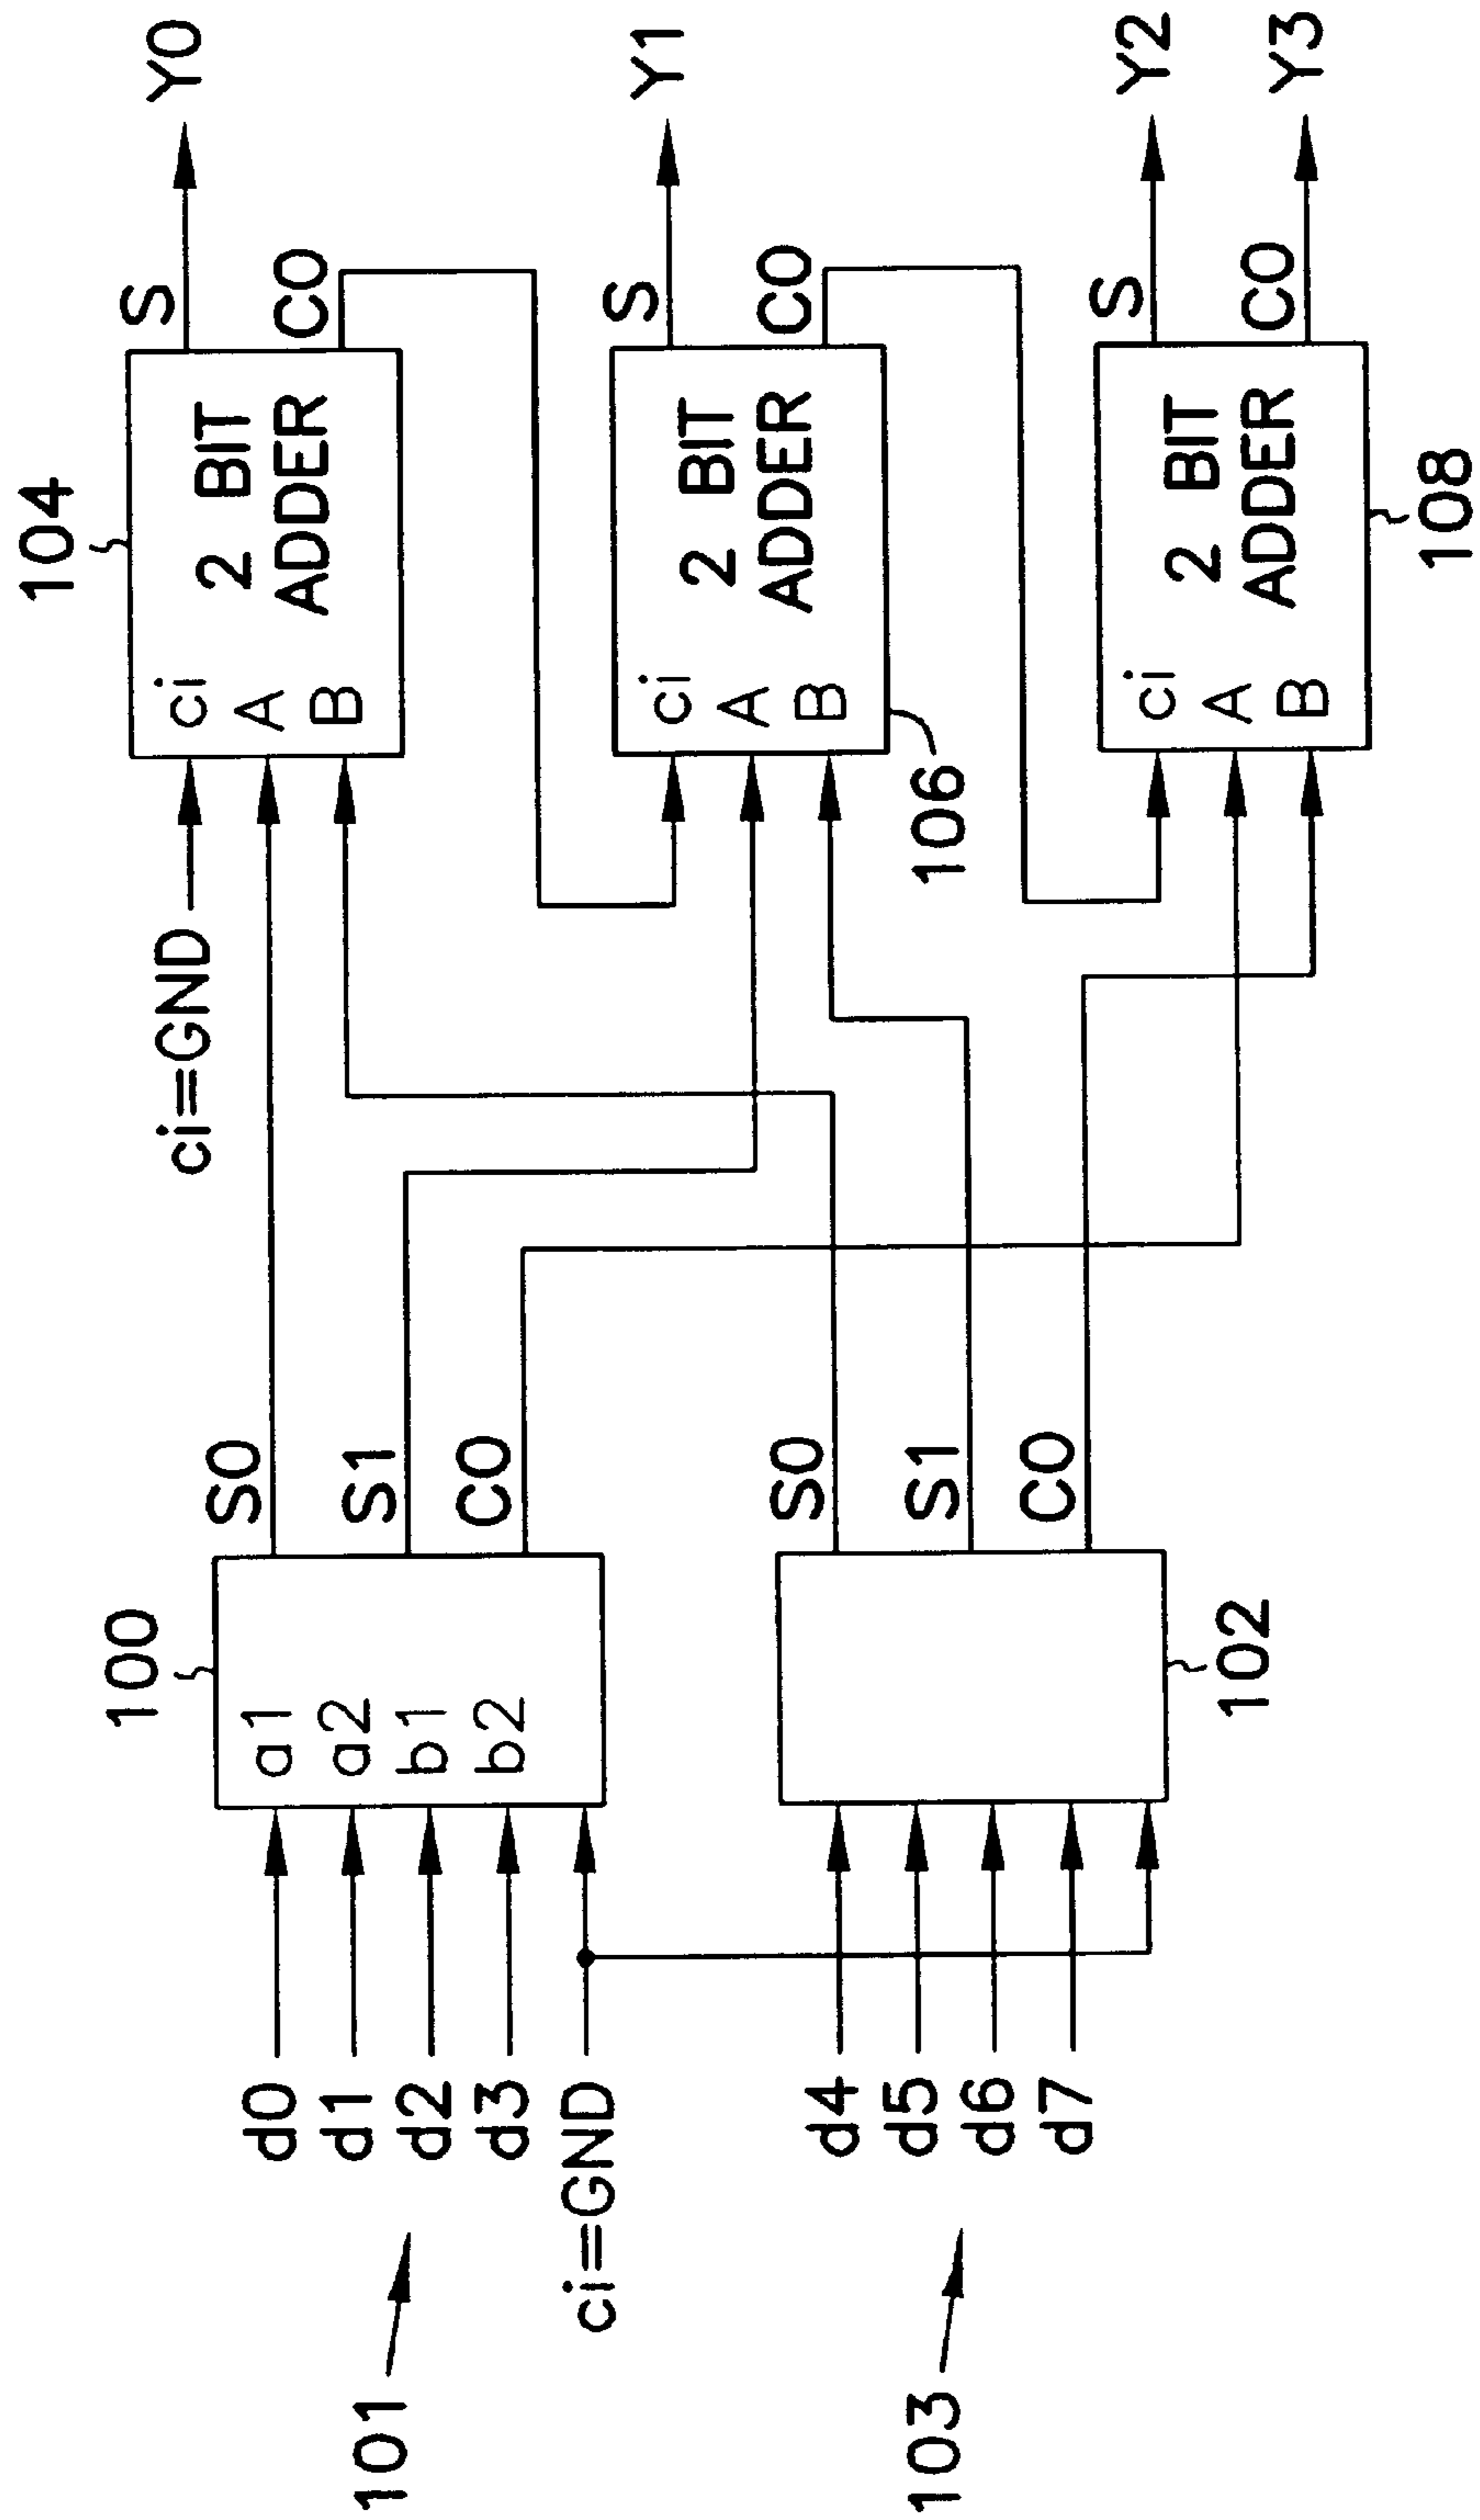 101
d0
d1
d2
d3
ci=GND
103
d4
d5
d6
d7
100
a1
a2
b1
b2
S0
S1
CO
102
S0
S1
CO
ci=GND
104
ci
A
B
2 BIT
ADDER
S
CO
Y0
106
ci
A
B
2 BIT
ADDER
S
CO
Y1
108
ci
A
B
2 BIT
ADDER
S
CO
Y2
Y3